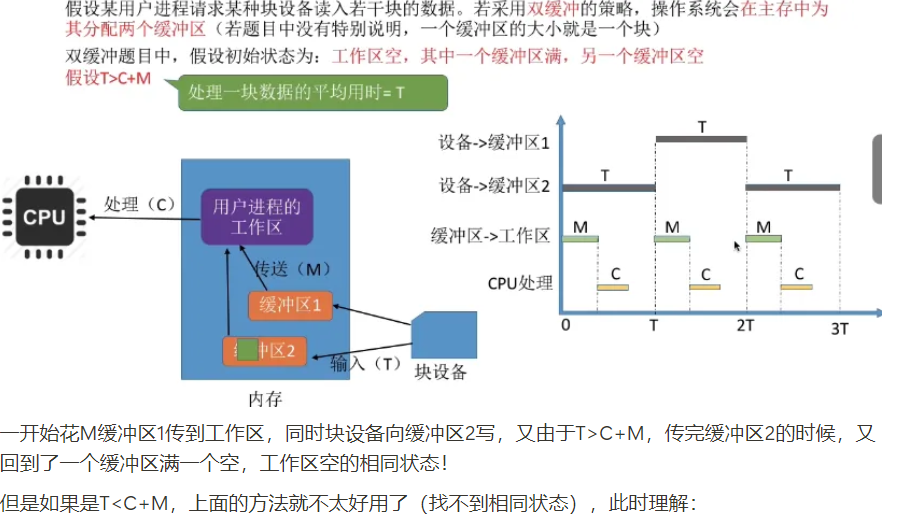 假设某用户进程请求某种块设备读入若干块的数据。若采用双缓冲的策略，操作系统会在主存中为
其分配两个缓冲区（若题目中没有特别说明，一个缓冲区的大小就是一个块）
双缓冲题目中，假设初始状态为：工作区空，其中一个缓冲区满，另一个缓冲区空
假设T>C+M
处理一块数据的平均用时= T
CPU
处理（C）
用户进程的
工作区
传送（M）
缓冲区1
冲区2
输入（T）
块设备
内存
设备->缓冲区1
T
设备->缓冲区2
T
T
缓冲区->工作区
M
M
M
CPU处理
C
C
C
0
T
2T
3T
一开始花M缓冲区1传到工作区，同时块设备向缓冲区2写，又由于T>C+M，传完缓冲区2的时候，又
回到了一个缓冲区满一个空，工作区空的相同状态！
但是如果是T<C+M，上面的方法就不太好用了（找不到相同状态），此时理解：